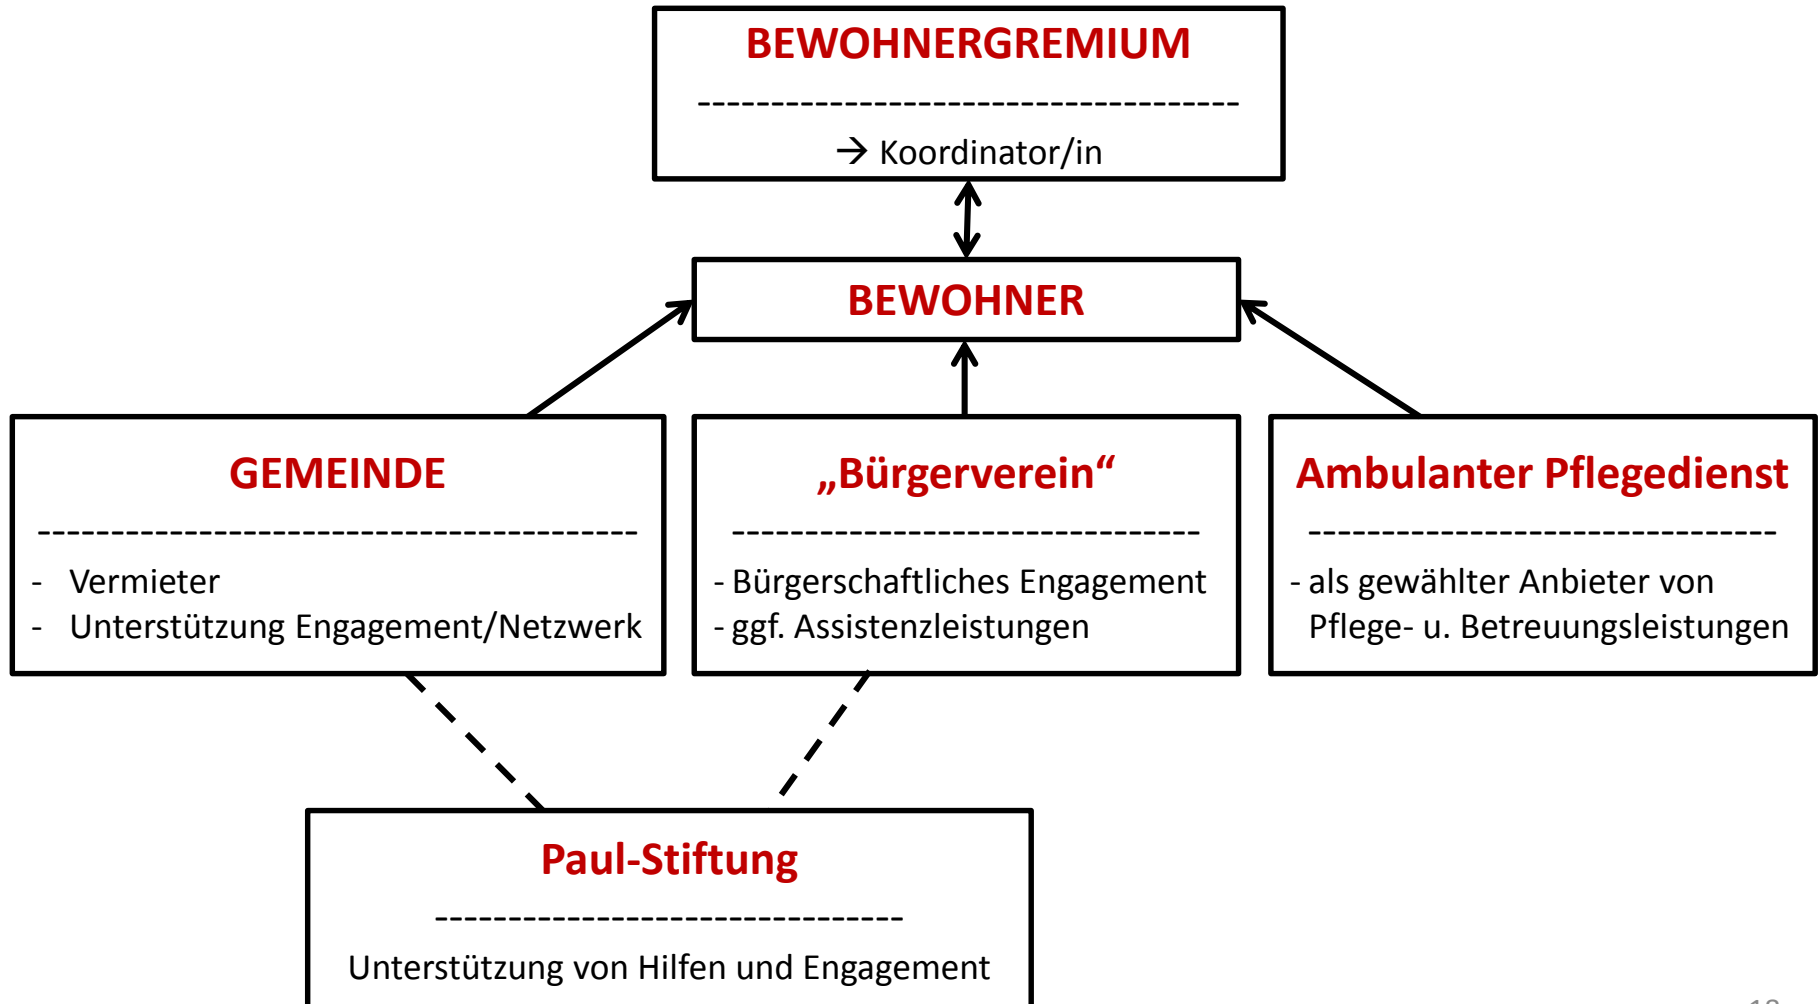 BEWOHNERGREMIUM
-------------------------------------
→ Koordinator/in
BEWOHNER
GEMEINDE
-----------------------------------------
- Vermieter
- Unterstützung Engagement/Netzwerk
„Bürgerverein“
--------------------------------
- Bürgerschaftliches Engagement
- ggf. Assistenzleistungen
Ambulanter Pflegedienst
--------------------------------
- als gewählter Anbieter von
Pflege- u. Betreuungsleistungen
Paul-Stiftung
--------------------------------
Unterstützung von Hilfen und Engagement